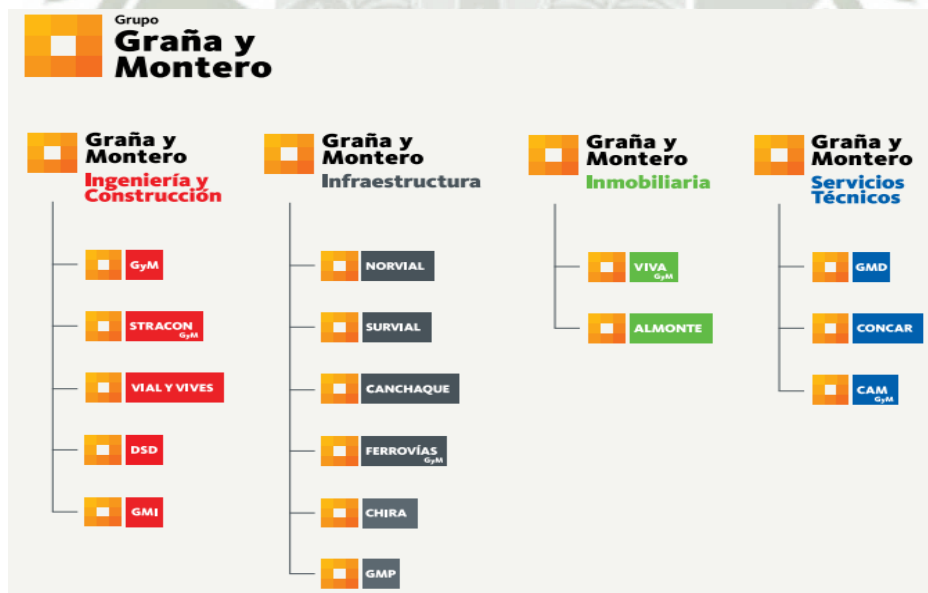 Grupo
Graña y
Montero
Graña y
Montero
Ingeniería y
Construcción
GyM
STRACON
GyM
VIAL Y VIVES
DSD
GMI
Graña y
Montero
Infraestructura
NORVIAL
SURVIAL
CANCHAQUE
FERROVÍAS
GyM
CHIRA
GMP
Graña y
Montero
Inmobiliaria
VIVA
GyM
ALMONTE
Graña y
Montero
Servicios
Técnicos
GMD
CONCAR
CAM
GyM